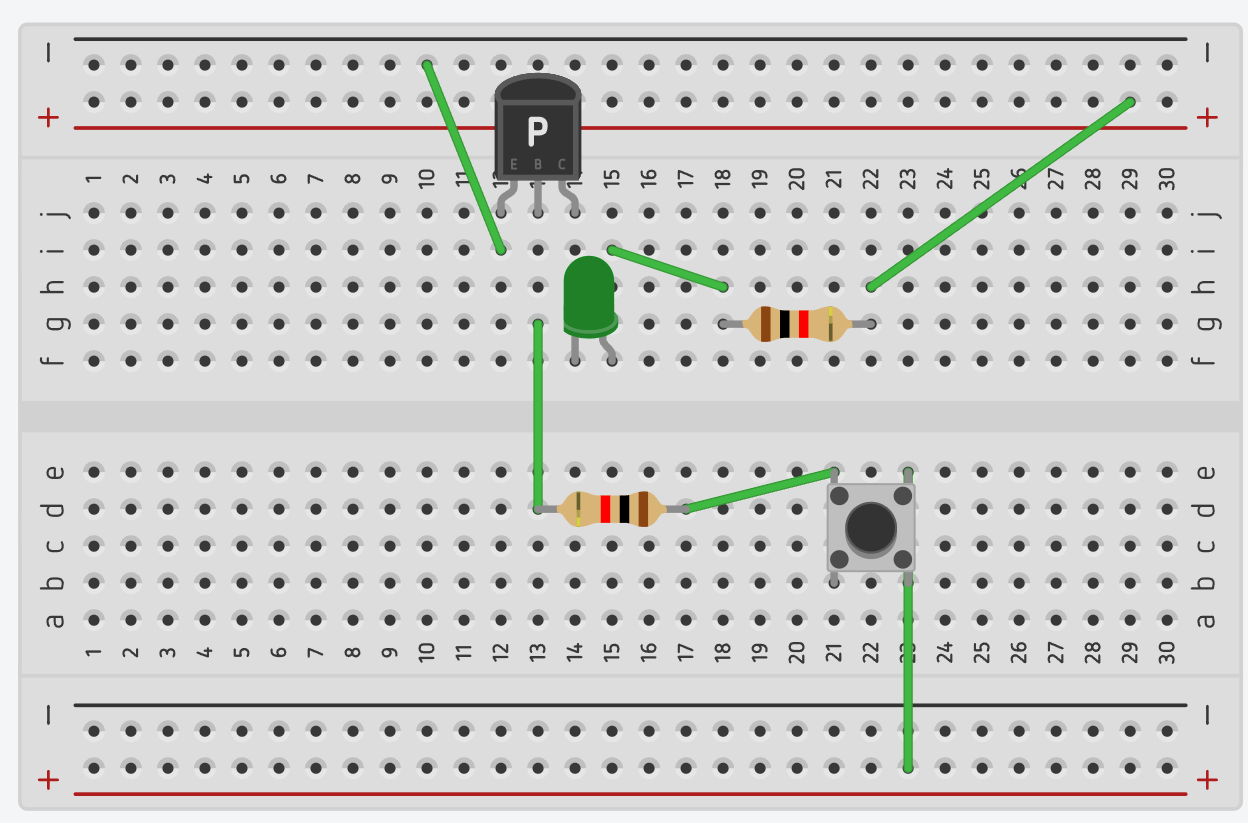 — —
+ +
P
E B C
1 2 3 4 5 6 7 8 9 10 11 15 16 17 18 19 20 21 22 23 24 25 26 27 28 29 30
j j
i i
h h
g g
f f
e e
d d
c c
b b
a a
1 2 3 4 5 6 7 8 9 10 11 12 13 14 15 16 17 18 19 20 21 22 23 24 25 26 27 28 29 30
— —
+ +